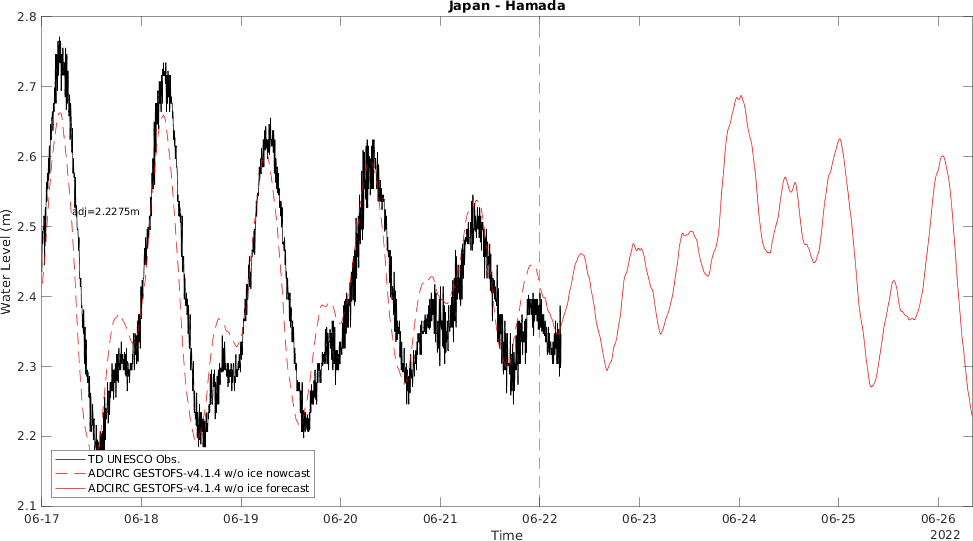 Japan - Hamada
2.8
2.7
2.6
2.5
2.4
2.3
2.2
2.1
Water Level (m)
adj=2.2275m
TD UNESCO Obs.
ADCIRC GESTOFS-v4.1.4 w/o ice nowcast
ADCIRC GESTOFS-v4.1.4 w/o ice forecast
06-17 06-18 06-19 06-20 06-21 06-22 06-23 06-24 06-25 06-26
Time
2022